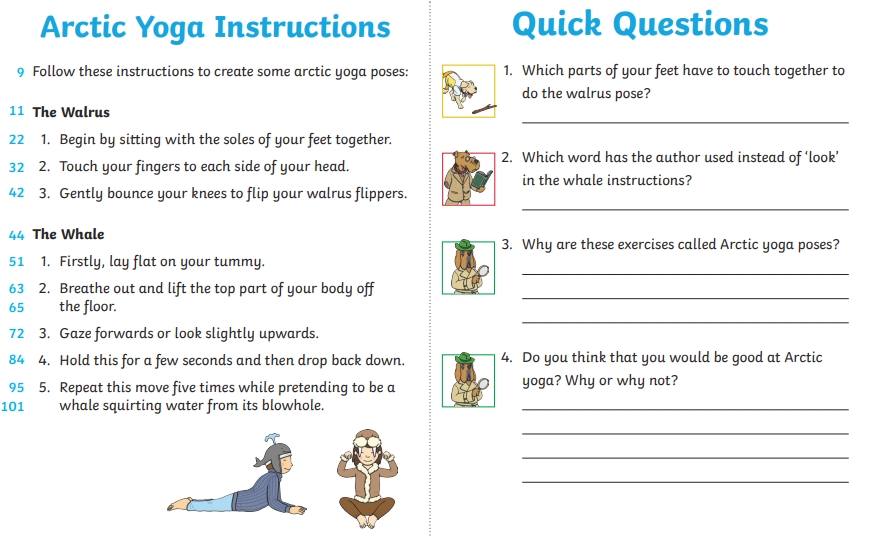 Arctic Yoga Instructions
9 Follow these instructions to create some arctic yoga poses:
11 The Walrus
22 1. Begin by sitting with the soles of your feet together.
32 2. Touch your fingers to each side of your head.
42 3. Gently bounce your knees to flip your walrus flippers.
44 The Whale
51 1. Firstly, lay flat on your tummy.
63 2. Breathe out and lift the top part of your body off
65 the floor.
72 3. Gaze forwards or look slightly upwards.
84 4. Hold this for a few seconds and then drop back down.
95 5. Repeat this move five times while pretending to be a
101 whale squirting water from its blowhole.
Quick Questions
1. Which parts of your feet have to touch together to
do the walrus pose?
2. Which word has the author used instead of ‘look’
in the whale instructions?
3. Why are these exercises called Arctic yoga poses?
4. Do you think that you would be good at Arctic
yoga? Why or why not?